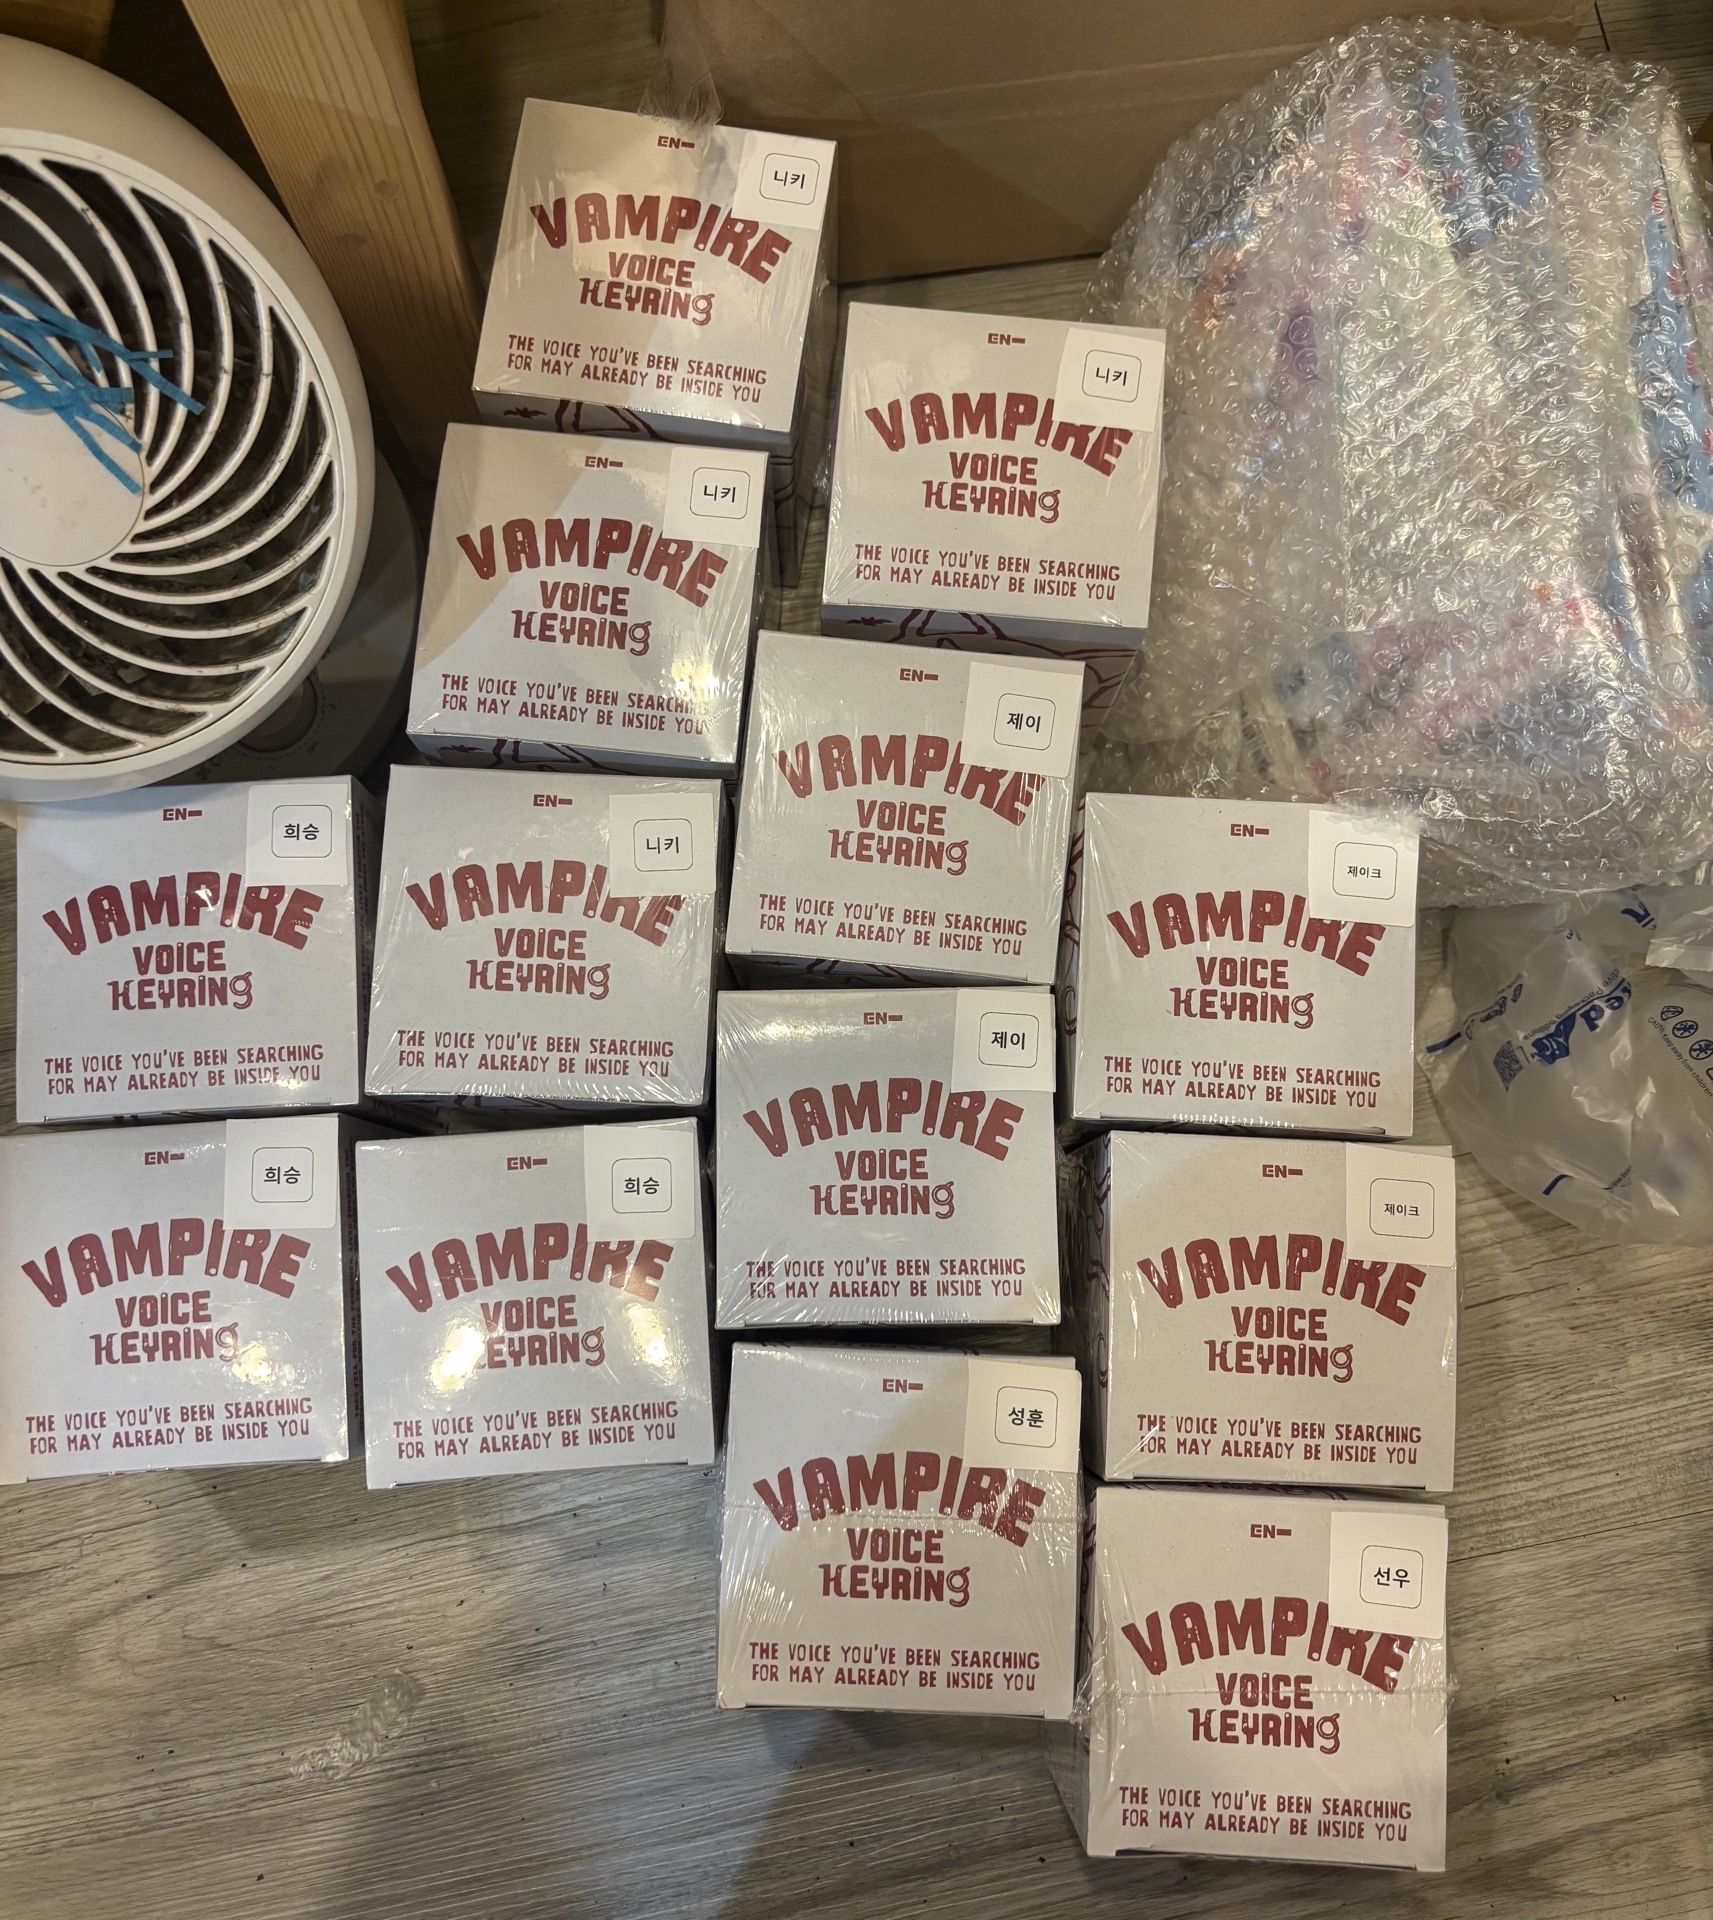 EN-
니키
VAMPIRE
VOICE
KEYRING
THE VOICE YOU'VE BEEN SEARCHING
FOR MAY ALREADY BE INSIDE YOU
EN-
니키
VAMPIRE
VOICE
KEYRING
THE VOICE YOU'VE BEEN SEARCHING
FOR MAY ALREADY BE INSIDE YOU
EN-
니키
VAMPIRE
VOICE
KEYRING
THE VOICE YOU'VE BEEN SEARCHING
FOR MAY ALREADY BE INSIDE YOU
EN-
제이
VAMPIRE
VOICE
KEYRING
THE VOICE YOU'VE BEEN SEARCHING
FOR MAY ALREADY BE INSIDE YOU
EN-
희승
VAMPIRE
VOICE
KEYRING
THE VOICE YOU'VE BEEN SEARCHING
FOR MAY ALREADY BE INSIDE YOU
EN-
니키
VAMPIRE
VOICE
KEYRING
THE VOICE YOU'VE BEEN SEARCHING
FOR MAY ALREADY BE INSIDE YOU
EN-
제이크
VAMPIRE
VOICE
KEYRING
THE VOICE YOU'VE BEEN SEARCHING
FOR MAY ALREADY BE INSIDE YOU
EN-
제이
VAMPIRE
VOICE
KEYRING
THE VOICE YOU'VE BEEN SEARCHING
FOR MAY ALREADY BE INSIDE YOU
EN-
희승
VAMPIRE
VOICE
KEYRING
THE VOICE YOU'VE BEEN SEARCHING
FOR MAY ALREADY BE INSIDE YOU
EN-
희승
VAMPIRE
VOICE
KEYRING
THE VOICE YOU'VE BEEN SEARCHING
FOR MAY ALREADY BE INSIDE YOU
EN-
제이크
VAMPIRE
VOICE
KEYRING
THE VOICE YOU'VE BEEN SEARCHING
FOR MAY ALREADY BE INSIDE YOU
EN-
성훈
VAMPIRE
VOICE
KEYRING
THE VOICE YOU'VE BEEN SEARCHING
FOR MAY ALREADY BE INSIDE YOU
EN-
선우
VAMPIRE
VOICE
KEYRING
THE VOICE YOU'VE BEEN SEARCHING
FOR MAY ALREADY BE INSIDE YOU